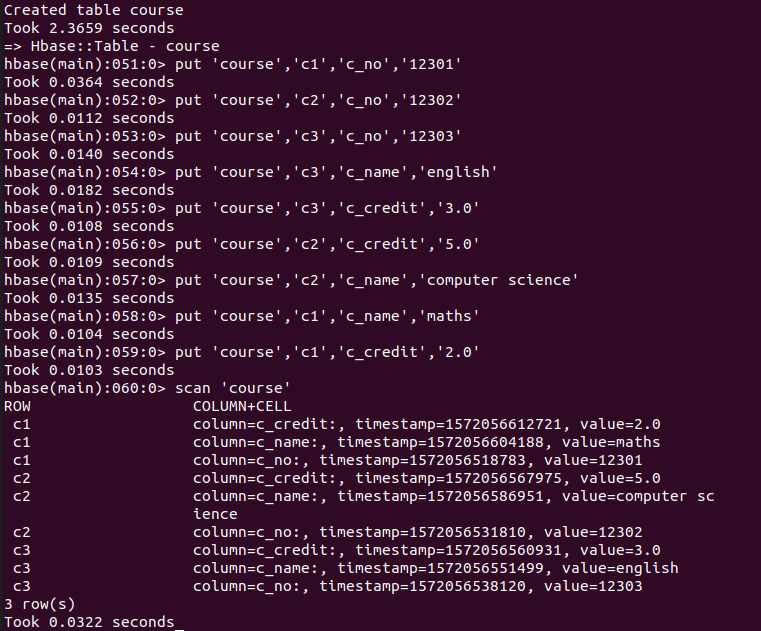 Created table course
Took 2.3659 seconds
=> Hbase::Table - course
hbase(main):051:0> put 'course','c1','c_no','12301'
Took 0.0364 seconds
hbase(main):052:0> put 'course','c2','c_no','12302'
Took 0.0112 seconds
hbase(main):053:0> put 'course','c3','c_no','12303'
Took 0.0140 seconds
hbase(main):054:0> put 'course','c3','c_name','english'
Took 0.0182 seconds
hbase(main):055:0> put 'course','c3','c_credit','3.0'
Took 0.0108 seconds
hbase(main):056:0> put 'course','c2','c_credit','5.0'
Took 0.0109 seconds
hbase(main):057:0> put 'course','c2','c_name','computer science'
Took 0.0135 seconds
hbase(main):058:0> put 'course','c1','c_name','maths'
Took 0.0104 seconds
hbase(main):059:0> put 'course','c1','c_credit','2.0'
Took 0.0103 seconds
hbase(main):060:0> scan 'course'
ROW                  COLUMN+CELL
 c1                  column=c_credit:, timestamp=1572056612721, value=2.0
 c1                  column=c_name:, timestamp=1572056604188, value=maths
 c1                  column=c_no:, timestamp=1572056518783, value=12301
 c2                  column=c_credit:, timestamp=1572056567975, value=5.0
 c2                  column=c_name:, timestamp=1572056586951, value=computer sc
                     ience
 c2                  column=c_no:, timestamp=1572056531810, value=12302
 c3                  column=c_credit:, timestamp=1572056560931, value=3.0
 c3                  column=c_name:, timestamp=1572056551499, value=english
 c3                  column=c_no:, timestamp=1572056538120, value=12303
3 row(s)
Took 0.0322 seconds_